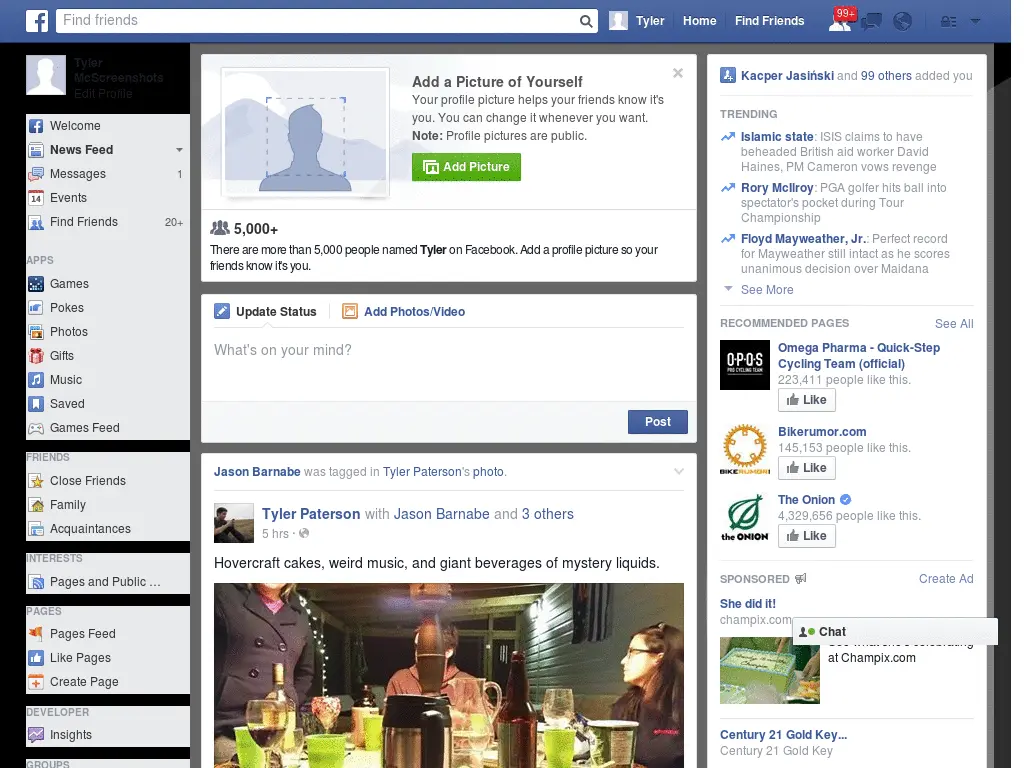 Find friends
Tyler
Home
Find Friends
99+
Tyler
McScreenshots
Edit Profile
Welcome
News Feed
Messages 1
14 Events
Find Friends 20+
APPS
Games
Pokes
Photos
Gifts
Music
Saved
Games Feed
FRIENDS
Close Friends
Family
Acquaintances
INTERESTS
Pages and Public ...
PAGES
Pages Feed
Like Pages
Create Page
DEVELOPER
Insights
GROUPS
Add a Picture of Yourself
Your profile picture helps your friends know it's
you. You can change it whenever you want.
Note: Profile pictures are public.
Add Picture
5,000+
There are more than 5,000 people named Tyler on Facebook. Add a profile picture so your
friends know it's you.
Update Status
Add Photos/Video
What's on your mind?
Post
Jason Barnabe was tagged in Tyler Paterson's photo.
Tyler Paterson with Jason Barnabe and 3 others
5 hrs ·
Hovercraft cakes, weird music, and giant beverages of mystery liquids.
Kacper Jasiński and 99 others added you
TRENDING
Islamic state: ISIS claims to have
beheaded British aid worker David
Haines, PM Cameron vows revenge
Rory McIlroy: PGA golfer hits ball into
spectator's pocket during Tour
Championship
Floyd Mayweather, Jr.: Perfect record
for Mayweather still intact as he scores
unanimous decision over Maidana
See More
RECOMMENDED PAGES See All
O·P·Q·S
PRO CYCLING TEAM
Omega Pharma - Quick-Step
Cycling Team (official)
223,411 people like this.
Like
BIKERUMOR!
Bikerumor.com
145,153 people like this.
Like
the ONION
The Onion
4,329,656 people like this.
Like
SPONSORED Create Ad
She did it!
champix.com
Chat
at Champix.com
Century 21 Gold Key...
Century 21 Gold Key